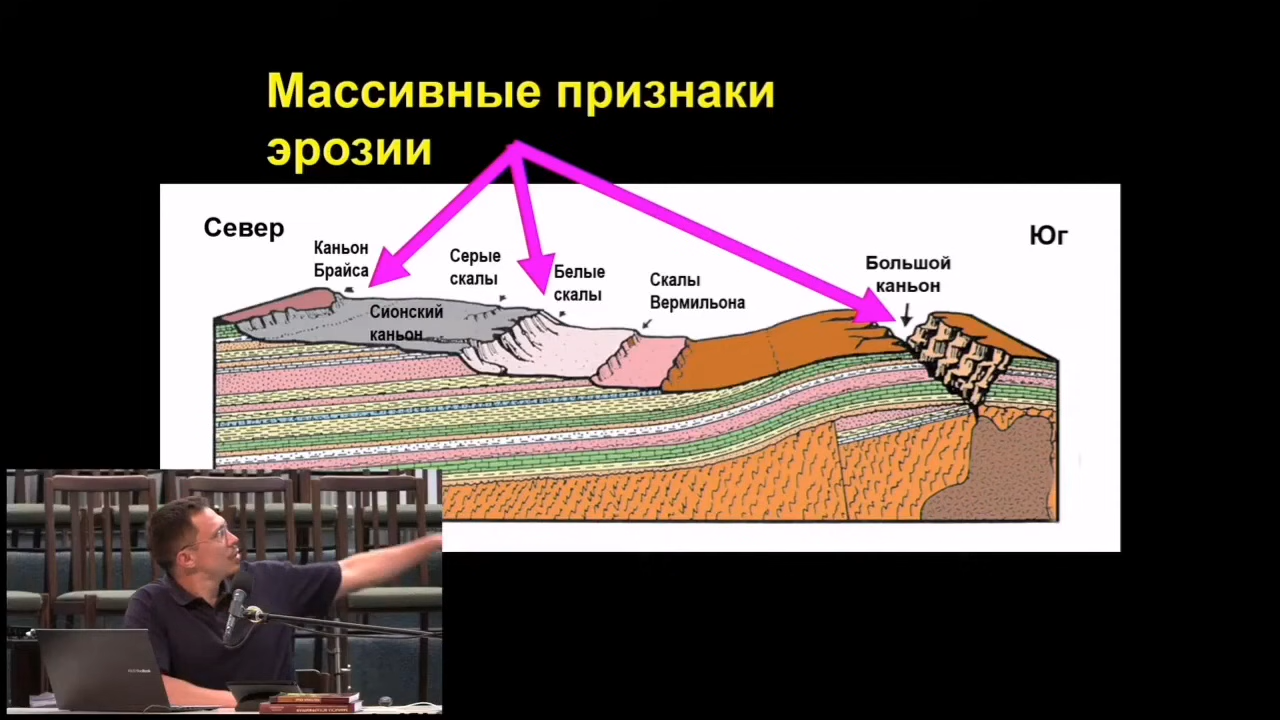 Массивные признаки
эрозии
Север
Юг
Каньон
Брайса
Серые
скалы
Белые
скалы
Скалы
Вермильона
Большой
каньон
Сионский
каньон